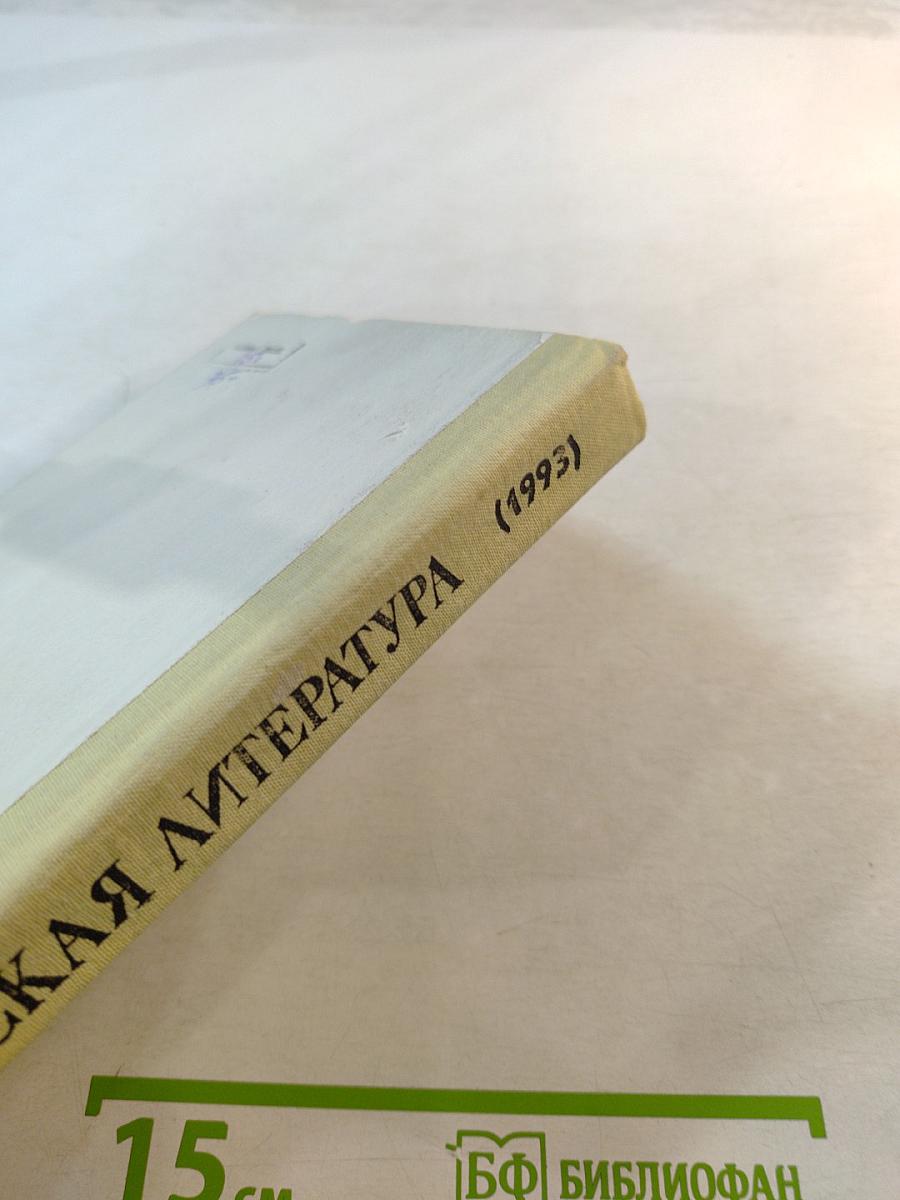 СКАЯ ЛИТЕРАТУРА (1993)
15 см
БФ БИБЛИОФАН